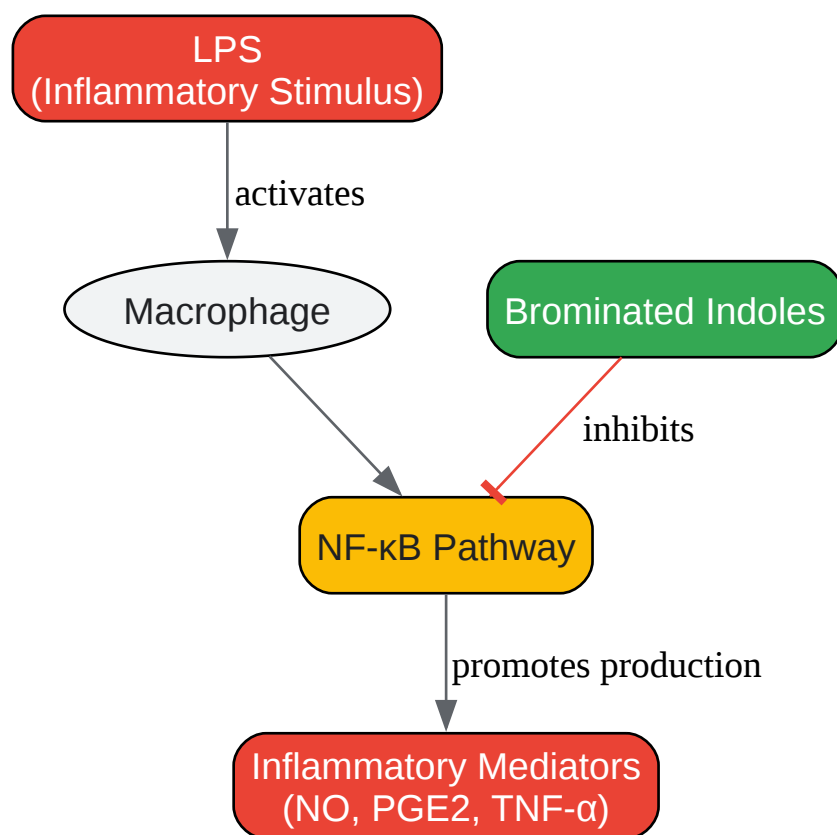 LPS
(Inflammatory Stimulus)
activates
Macrophage
Brominated Indoles
inhibits
NF-κB Pathway
promotes production
Inflammatory Mediators
(NO, PGE2, TNF-α)